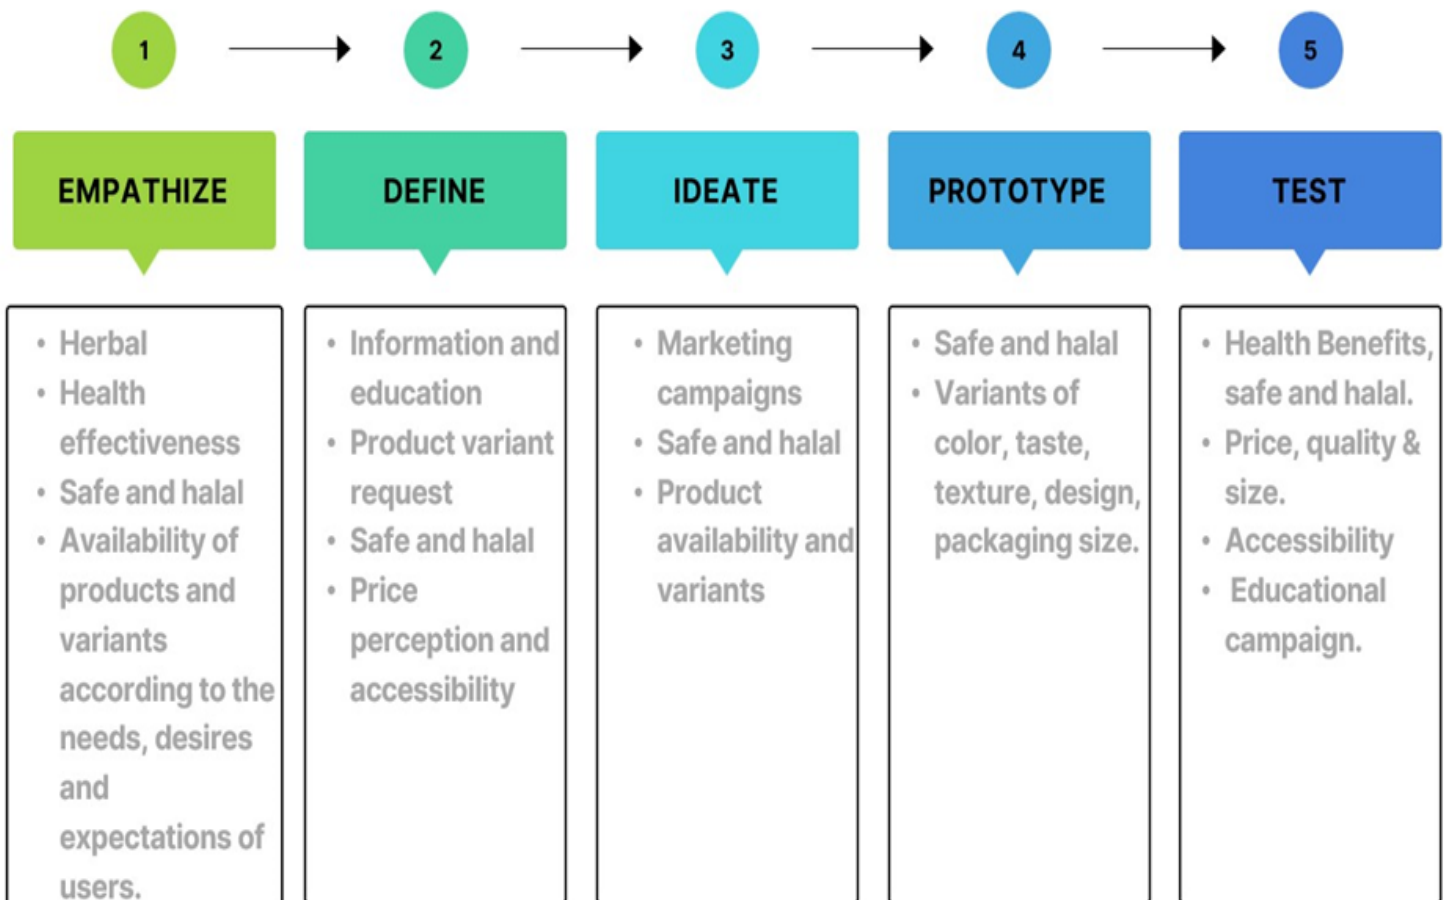 1
2
3
4
5
EMPATHIZE
DEFINE
IDEATE
PROTOTYPE
TEST
• Herbal
• Health
effectiveness
• Safe and halal
• Availability of
products and
variants
according to the
needs, desires
and
expectations of
users.
• Information and
education
• Product variant
request
• Safe and halal
• Price
perception and
accessibility
• Marketing
campaigns
• Safe and halal
• Product
availability and
variants
• Safe and halal
• Variants of
color, taste,
texture, design,
packaging size.
• Health Benefits,
safe and halal.
• Price, quality &
size.
• Accessibility
• Educational
campaign.